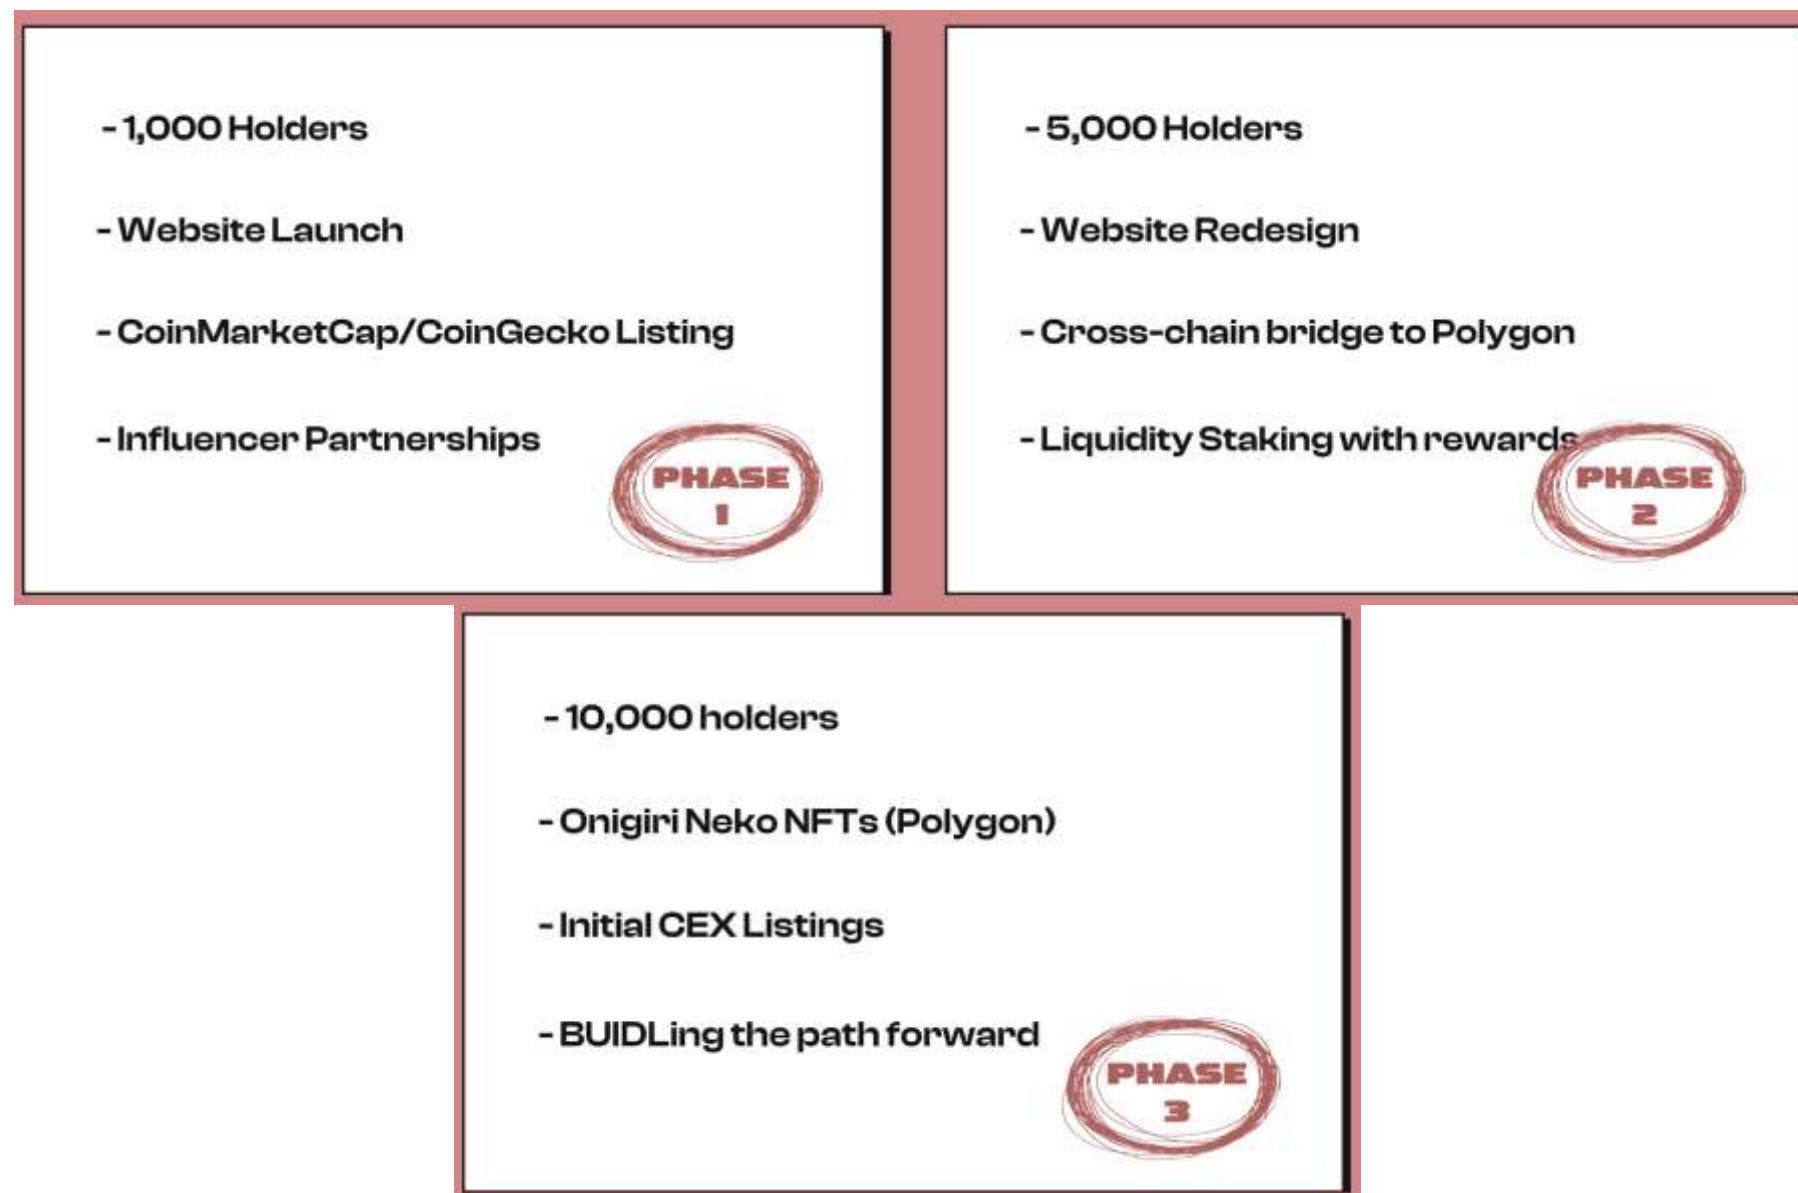 - 1,000 Holders
- Website Launch
- CoinMarketCap/CoinGecko Listing
- Influencer Partnerships
PHASE
1
- 5,000 Holders
- Website Redesign
- Cross-chain bridge to Polygon
- Liquidity Staking with rewards
PHASE
2
- 10,000 holders
- Onigiri Neko NFTs (Polygon)
- Initial CEX Listings
- BUIDLing the path forward
PHASE
3